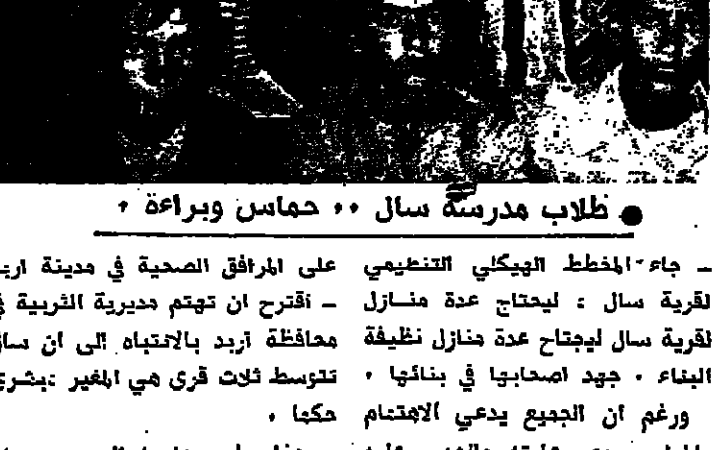 ● طلاب مدرسة سال .. حماس وبراءة .
ـ جاء المخطط الهيكلي التنظيمي
لقرية سال : ليحتاج عدة منازل
لقرية سال ليجتاح عدة منازل نظيفة
البناء . جهد اصحابها في بنائها .
ورغم ان الجميع يدعي الاهتمام
على المرافق الصحية في مدينة اربد
ـ اقترح ان تهتم مديرية التربية في
محافظة اربد بالانتباه الى ان سال
تتوسط ثلاث قرى هي المغير :بشرى
حكما .